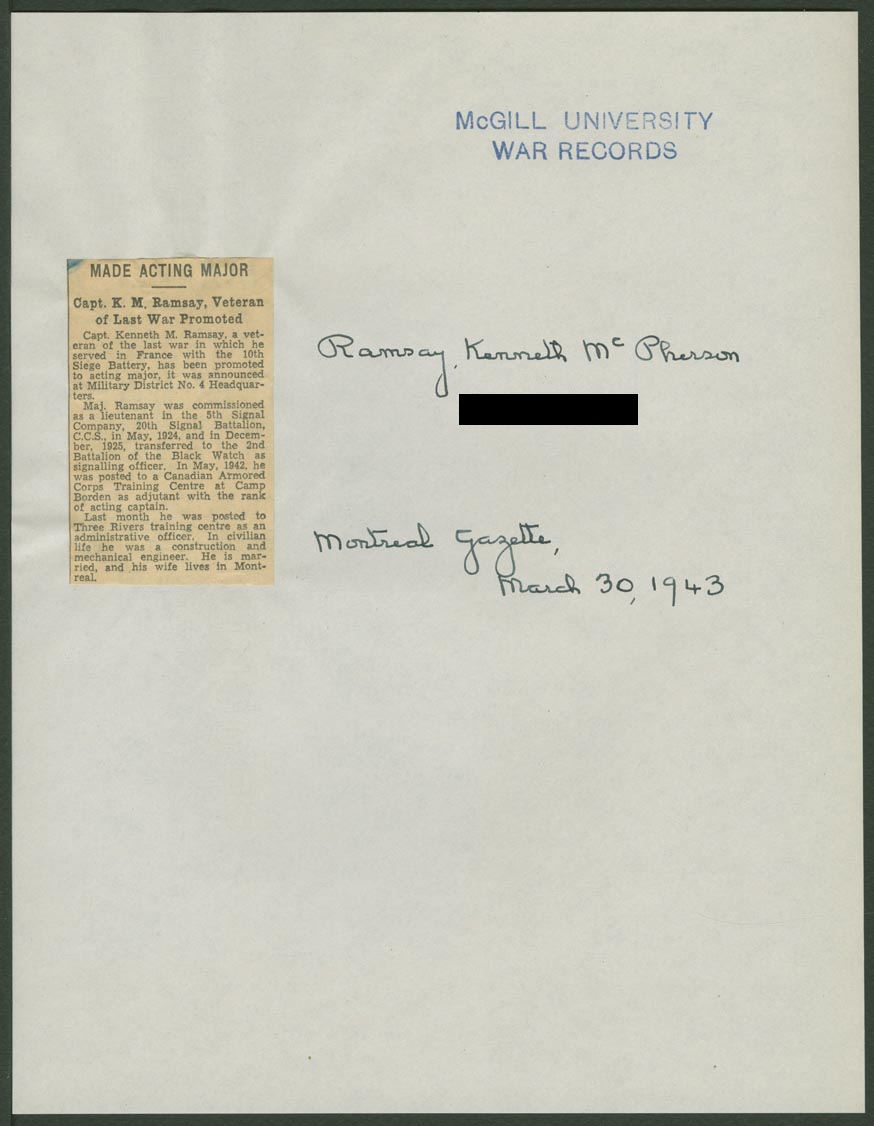 McGILL UNIVERSITY
WAR RECORDS
MADE ACTING MAJOR
Capt. K. M. Ramsay, Veteran
of Last War Promoted
Capt. Kenneth M. Ramsay, a vet-
eran of the last war in which he
served in France with the 10th
Siege Battery, has been promoted
to acting major, it was announced
at Military District No. 4 Headquar-
ters.
Maj. Ramsay was commissioned
as a lieutenant in the 5th Signal
Company, 20th Signal Battalion,
C.C.S., in May, 1924, and in Decem-
ber, 1925, transferred to the 2nd
Battalion of the Black Watch as
signalling officer. In May, 1942, he
was posted to a Canadian Armored
Corps Training Centre at Camp
Borden as adjutant with the rank
of acting captain.
Last month he was posted to
Three Rivers training centre as an
administrative officer. In civilian
life he was a construction and
mechanical engineer. He is mar-
ried, and his wife lives in Mont-
real.
Ramsay, Kenneth McPherson
Montreal Gazette,
March 30, 1943